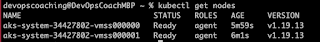 devopscoaching@DevOpsCoachMBP ~ % kubectl get nodes
NAME STATUS ROLES AGE VERSION
aks-system-34427802-vmss000000 Ready agent 5m59s v1.19.13
aks-system-34427802-vmss000001 Ready agent 6m1s v1.19.13